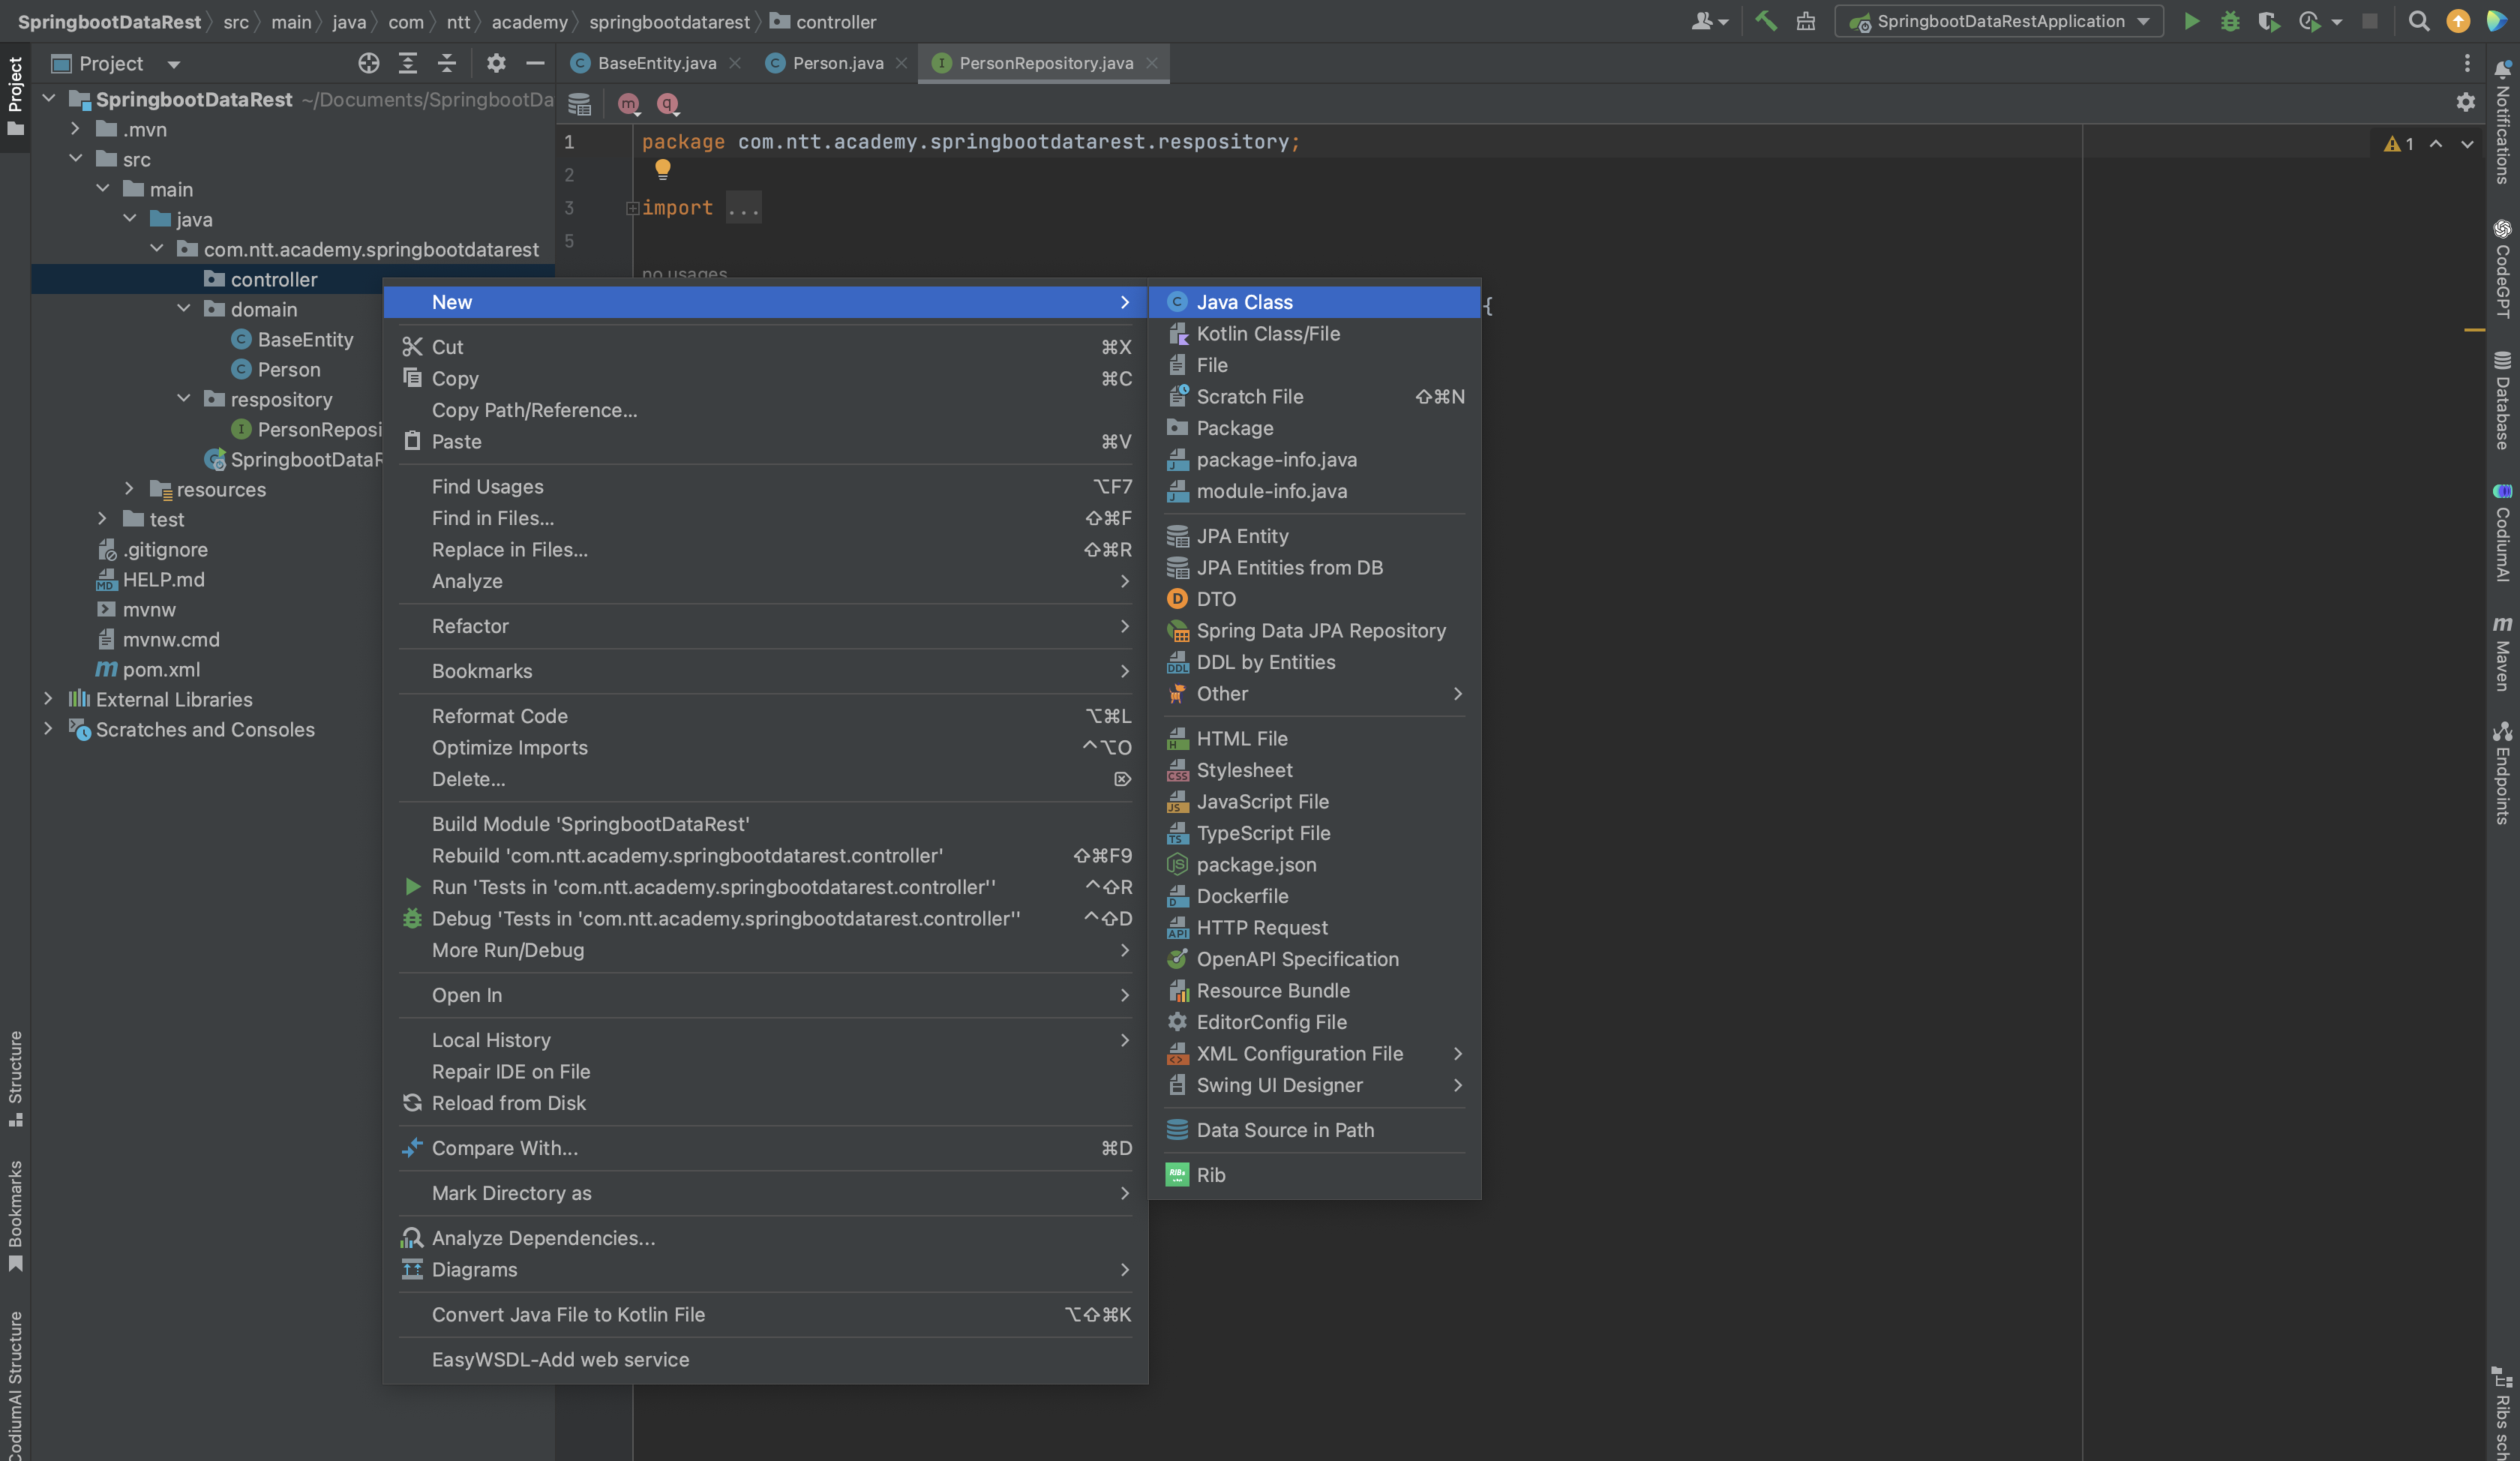 SpringbootDataRest src main java com ntt academy springbootdatarest controller
SpringbootDataRestApplication
Project
BaseEntity.java
Person.java
PersonRepository.java
Project
SpringbootDataRest ~/Documents/SpringbootDa
.mvn
src
main
java
com.ntt.academy.springbootdatarest
controller
domain
BaseEntity
Person
respository
PersonReposi
SpringbootDataR
resources
test
.gitignore
HELP.md
mvnw
mvnw.cmd
pom.xml
External Libraries
Scratches and Consoles
Structure
Bookmarks
CodiumAI Structure
1 package com.ntt.academy.springbootdatarest.respository;
2
3 import ...
5
no usages
{
1
New
Cut ⌘X
Copy ⌘C
Copy Path/Reference...
Paste ⌘V
Find Usages ⌥F7
Find in Files... ⇧⌘F
Replace in Files... ⇧⌘R
Analyze
Refactor
Bookmarks
Reformat Code ⌥⌘L
Optimize Imports ^⌥O
Delete... ⌦
Build Module 'SpringbootDataRest'
Rebuild 'com.ntt.academy.springbootdatarest.controller' ⇧⌘F9
Run 'Tests in 'com.ntt.academy.springbootdatarest.controller'' ^⇧R
Debug 'Tests in 'com.ntt.academy.springbootdatarest.controller'' ^⇧D
More Run/Debug
Open In
Local History
Repair IDE on File
Reload from Disk
Compare With... ⌘D
Mark Directory as
Analyze Dependencies...
Diagrams
Convert Java File to Kotlin File ⌥⇧⌘K
EasyWSDL-Add web service
Java Class
Kotlin Class/File
File
Scratch File ⇧⌘N
Package
package-info.java
module-info.java
JPA Entity
JPA Entities from DB
DTO
Spring Data JPA Repository
DDL by Entities
Other
HTML File
Stylesheet
JavaScript File
TypeScript File
package.json
Dockerfile
HTTP Request
OpenAPI Specification
Resource Bundle
EditorConfig File
XML Configuration File
Swing UI Designer
Data Source in Path
Rib
Notifications
CodeGPT
Database
CodiumAI
Maven
Endpoints
Ribs sch